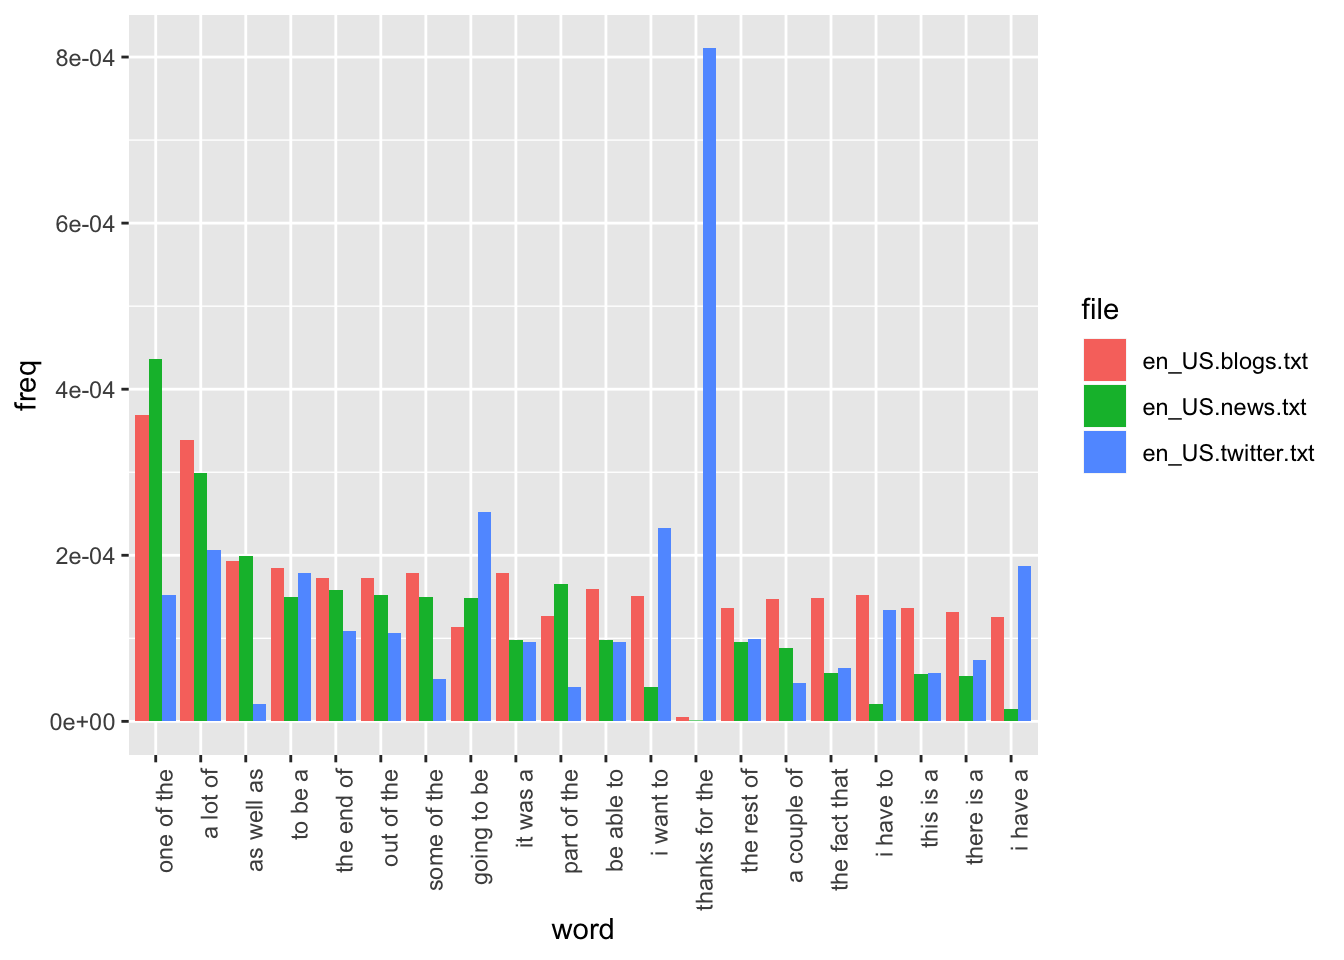 8e-04
6e-04
4e-04
2e-04
0e+00
freq
one of the
a lot of
as well as
to be a
the end of
out of the
some of the
going to be
it was a
part of the
be able to
i want to
thanks for the
the rest of
a couple of
the fact that
i have to
this is a
there is a
i have a
word
file
en_US.blogs.txt
en_US.news.txt
en_US.twitter.txt